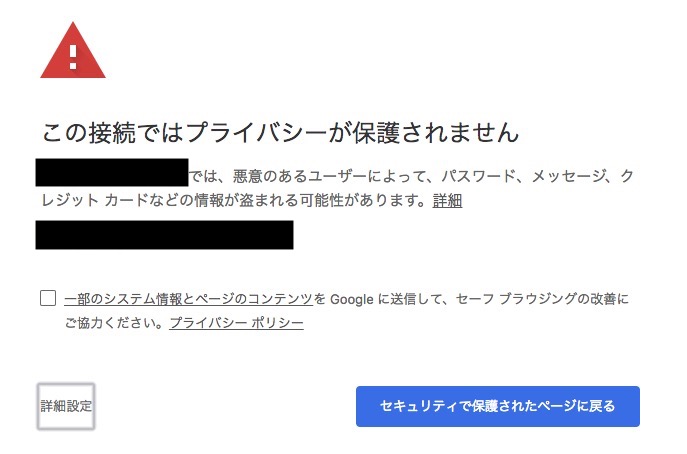 この接続ではプライバシーが保護されません
では、悪意のあるユーザーによって、パスワード、メッセージ、ク
レジット カードなどの情報が盗まれる可能性があります。詳細
一部のシステム情報とページのコンテンツを Google に送信して、セーフ ブラウジングの改善に
ご協力ください。プライバシー ポリシー
詳細設定
セキュリティで保護されたページに戻る